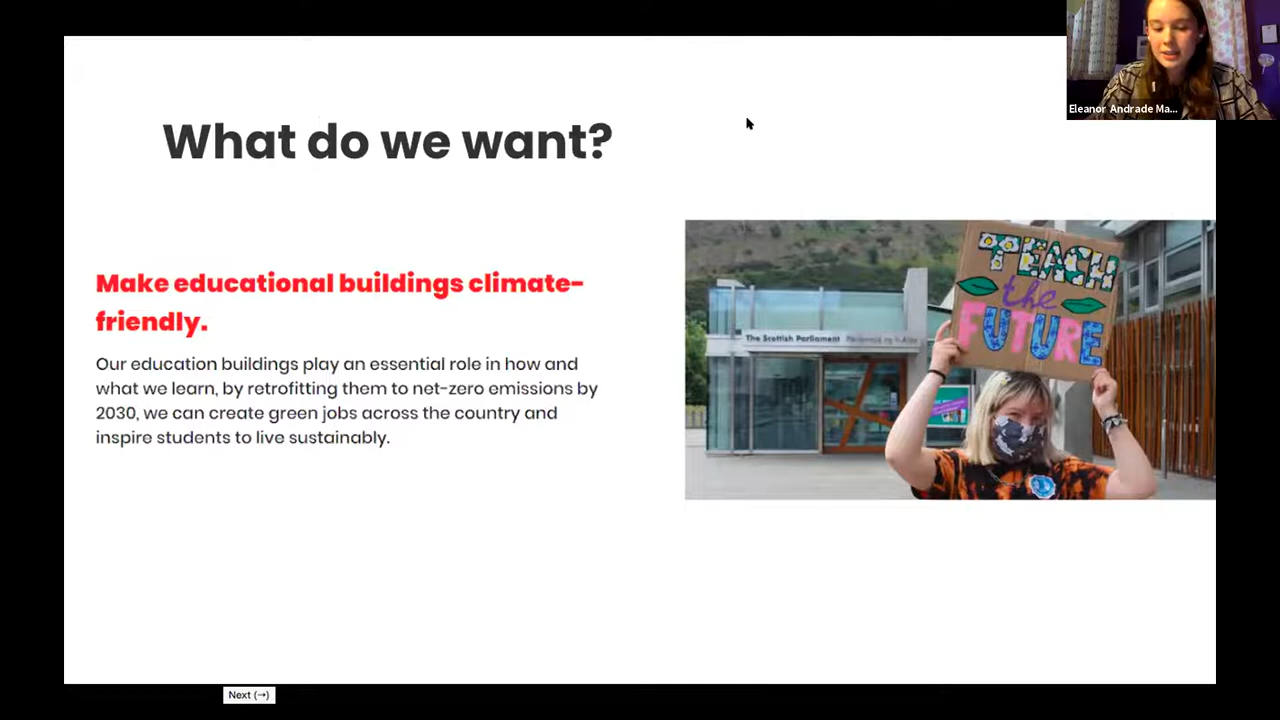 What do we want?
Make educational buildings climate-
friendly.
Our education buildings play an essential role in how and
what we learn, by retrofitting them to net-zero emissions by
2030, we can create green jobs across the country and
inspire students to live sustainably.
Eleanor Andrade Ma...
TEACH
the
FUTURE
The Scottish Parliament
Next (→)